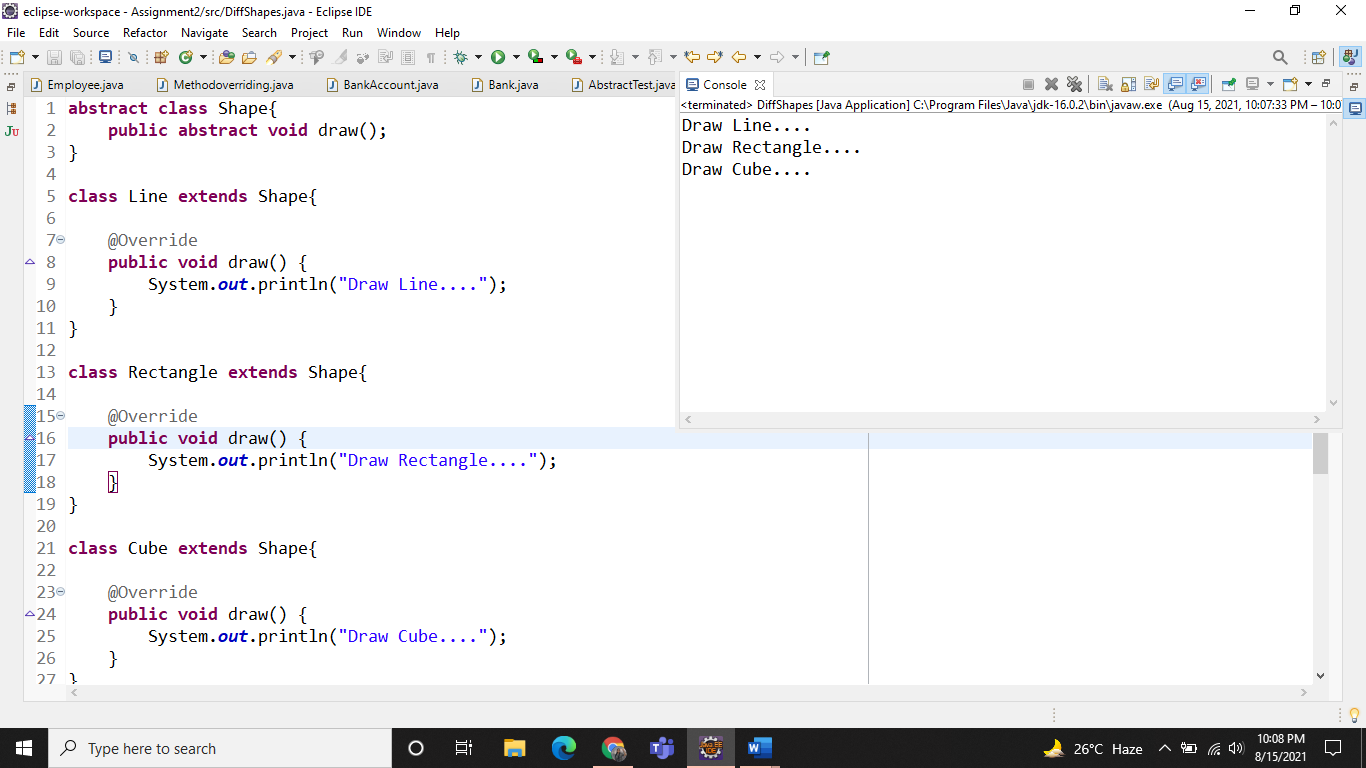 eclipse-workspace - Assignment2/src/DiffShapes.java - Eclipse IDE
File Edit Source Refactor Navigate Search Project Run Window Help
Employee.java Methodoverriding.java BankAccount.java Bank.java AbstractTest.java
Console
<terminated> DiffShapes [Java Application] C:\Program Files\Java\jdk-16.0.2\bin\javaw.exe (Aug 15, 2021, 10:07:33 PM – 10:0
Draw Line....
Draw Rectangle....
Draw Cube....
1 abstract class Shape{
2     public abstract void draw();
3 }
4
5 class Line extends Shape{
6
7     @Override
8     public void draw() {
9         System.out.println("Draw Line....");
10     }
11 }
12
13 class Rectangle extends Shape{
14
15     @Override
16     public void draw() {
17         System.out.println("Draw Rectangle....");
18     }
19 }
20
21 class Cube extends Shape{
22
23     @Override
24     public void draw() {
25         System.out.println("Draw Cube....");
26     }
27 }
Type here to search
26°C Haze
10:08 PM
8/15/2021